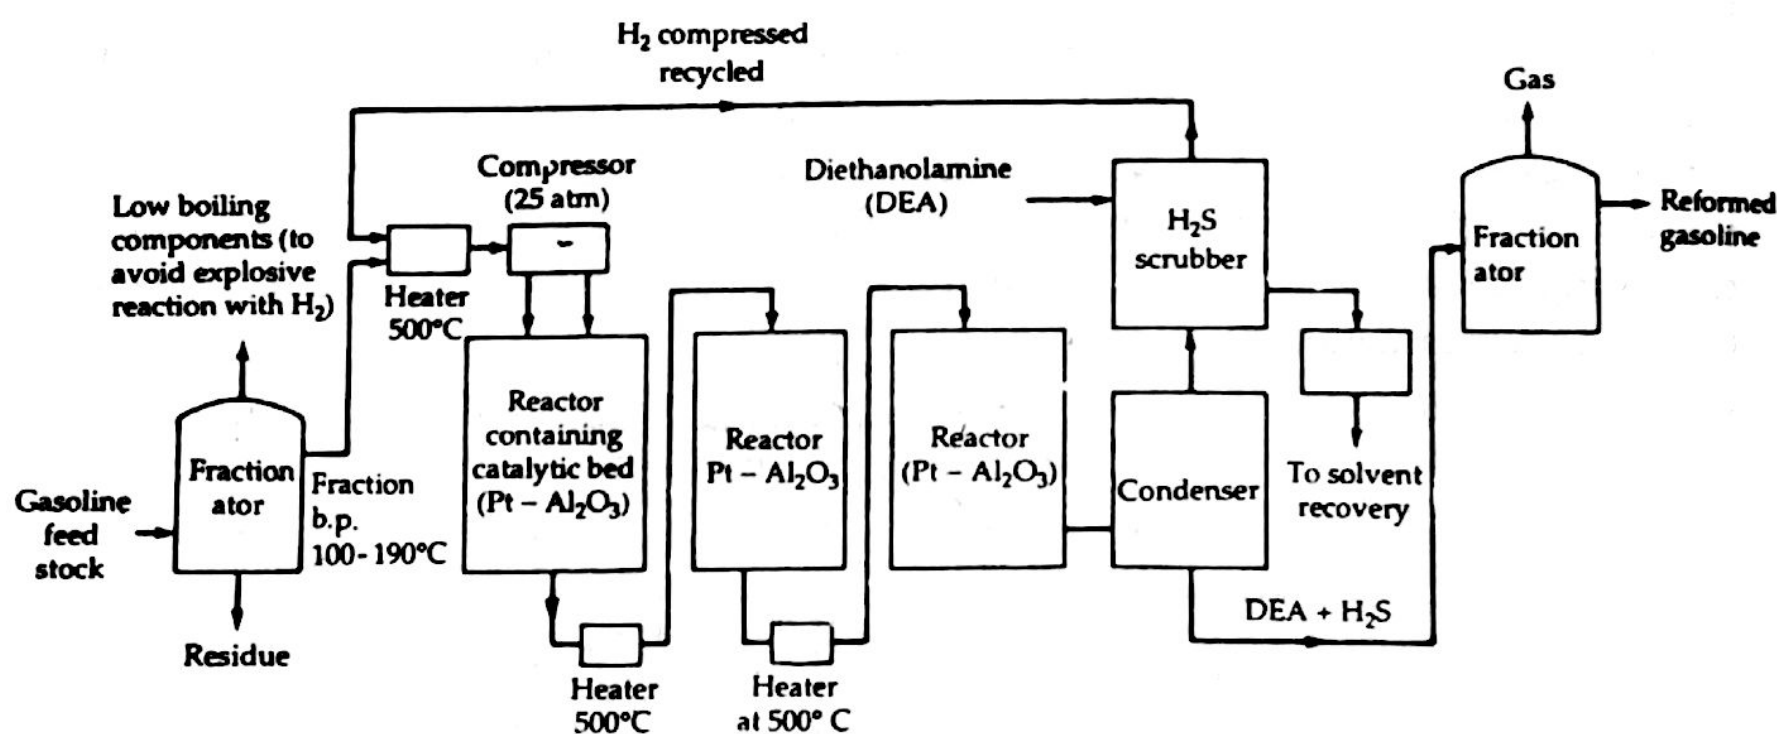 H₂ compressed
recycled
Gas
Compressor
(25 atm)
Diethanolamine
(DEA)
Low boiling
components (to
avoid explosive
reaction with H₂)
H₂S
scrubber
Reformed
gasoline
Fraction
ator
Heater
500°C
Reactor
containing
catalytic bed
(Pt – Al₂O₃)
Reactor
Pt – Al₂O₃
Reactor
(Pt – Al₂O₃)
Condenser
To solvent
recovery
Gasoline
feed
stock
Fraction
ator
Fraction
b.p.
100-190°C
Residue
DEA + H₂S
Heater
500°C
Heater
at 500° C